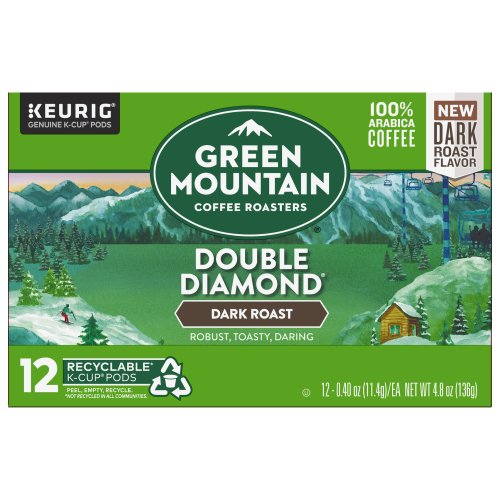 KEURIG®
GENUINE K-CUP® PODS
100%
ARABICA
COFFEE
NEW
DARK
ROAST
FLAVOR
GREEN
MOUNTAIN
COFFEE ROASTERS
®
DOUBLE
DIAMOND®
DARK ROAST
ROBUST, TOASTY, DARING
12 RECYCLABLE*
K-CUP® PODS
PEEL, EMPTY, RECYCLE.
*NOT RECYCLED IN ALL COMMUNITIES.
U 12 - 0.40 oz (11.4g)/EA NET WT 4.8 oz (136g)